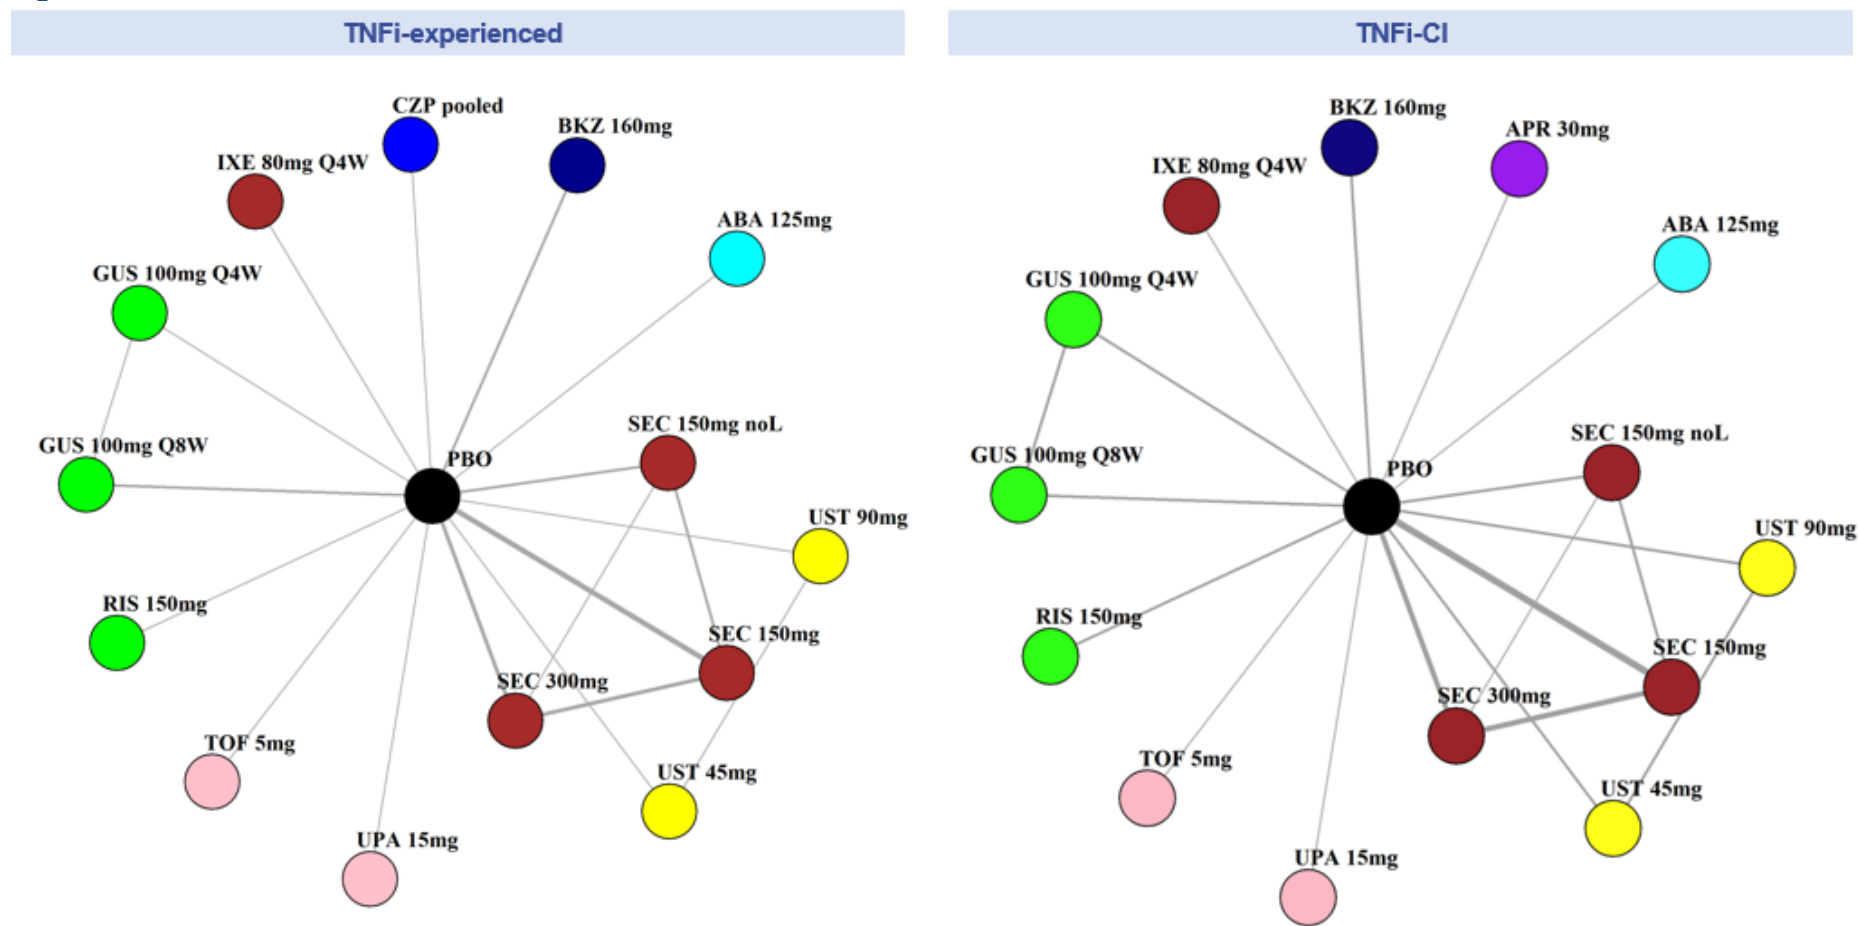 TNFi-experienced
CZP pooled
BKZ 160mg
IXE 80mg Q4W
ABA 125mg
GUS 100mg Q4W
SEC 150mg noL
GUS 100mg Q8W
PBO
UST 90mg
RIS 150mg
SEC 150mg
SEC 300mg
TOF 5mg
UST 45mg
UPA 15mg
TNFi-CI
BKZ 160mg
APR 30mg
IXE 80mg Q4W
ABA 125mg
GUS 100mg Q4W
SEC 150mg noL
GUS 100mg Q8W
PBO
UST 90mg
RIS 150mg
SEC 150mg
SEC 300mg
TOF 5mg
UST 45mg
UPA 15mg